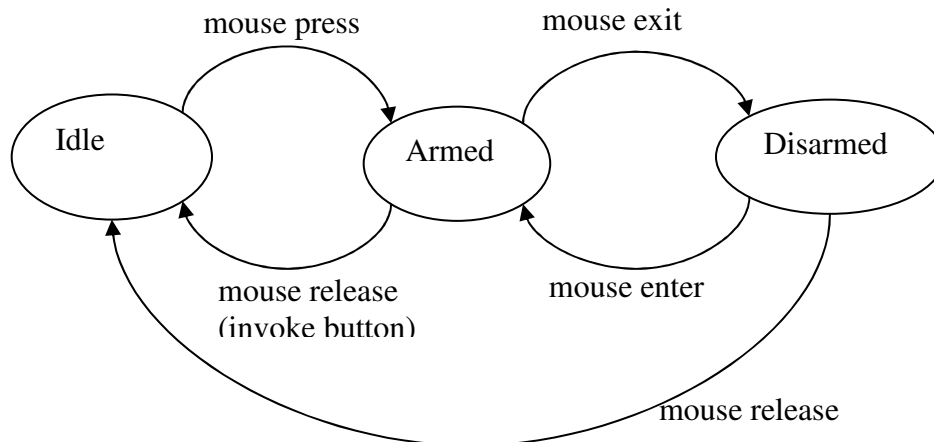 mouse press
mouse exit
Idle
Armed
Disarmed
mouse release
(invoke button)
mouse enter
mouse release